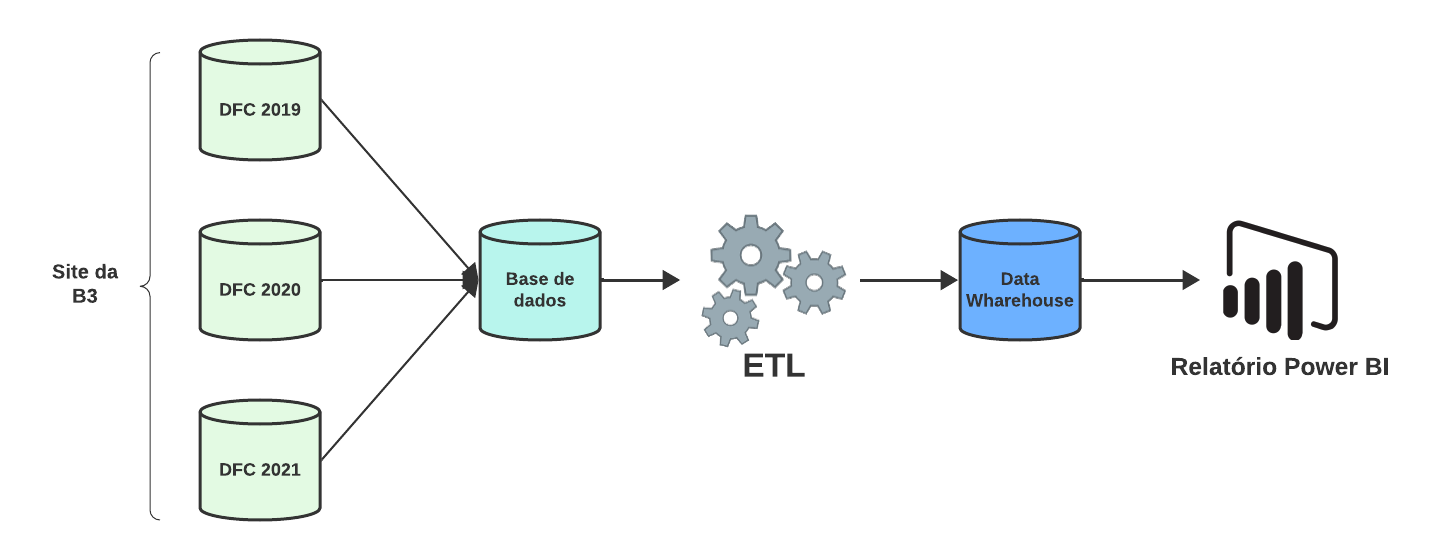 DFC 2019
Site da
B3
DFC 2020
DFC 2021
Base de
dados
ETL
Data
Wharehouse
Relatório Power BI